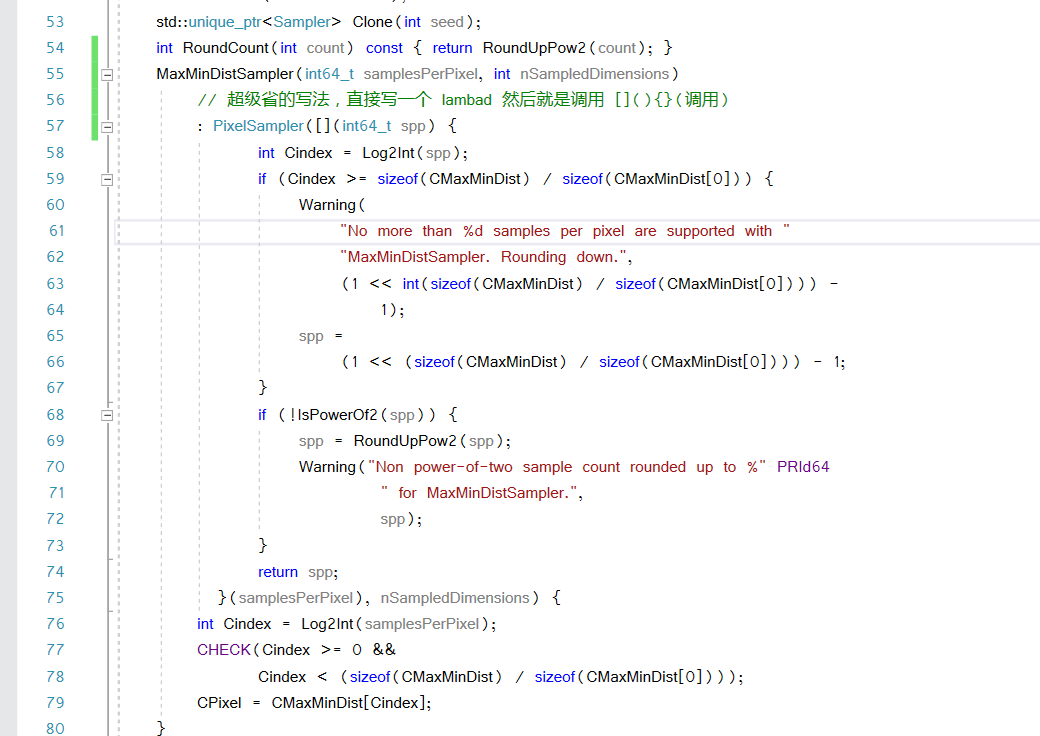 53 std::unique_ptr<Sampler> Clone(int seed);
54 int RoundCount(int count) const { return RoundUpPow2(count); }
55 MaxMinDistSampler(int64_t samplesPerPixel, int nSampledDimensions)
56 // 超级省的写法，直接写一个 lambad 然后就是调用 [](){}(调用)
57 : PixelSampler([](int64_t spp) {
58 int Cindex = Log2Int(spp);
59 if (Cindex >= sizeof(CMaxMinDist) / sizeof(CMaxMinDist[0])) {
60 Warning(
61 "No more than %d samples per pixel are supported with "
62 "MaxMinDistSampler. Rounding down.",
63 (1 << int(sizeof(CMaxMinDist) / sizeof(CMaxMinDist[0]))) -
64 1);
65 spp =
66 (1 << (sizeof(CMaxMinDist) / sizeof(CMaxMinDist[0]))) - 1;
67 }
68 if (!IsPowerOf2(spp)) {
69 spp = RoundUpPow2(spp);
70 Warning("Non power-of-two sample count rounded up to %" PRId64
71 " for MaxMinDistSampler.",
72 spp);
73 }
74 return spp;
75 }(samplesPerPixel), nSampledDimensions) {
76 int Cindex = Log2Int(samplesPerPixel);
77 CHECK(Cindex >= 0 &&
78 Cindex < (sizeof(CMaxMinDist) / sizeof(CMaxMinDist[0])));
79 CPixel = CMaxMinDist[Cindex];
80 }